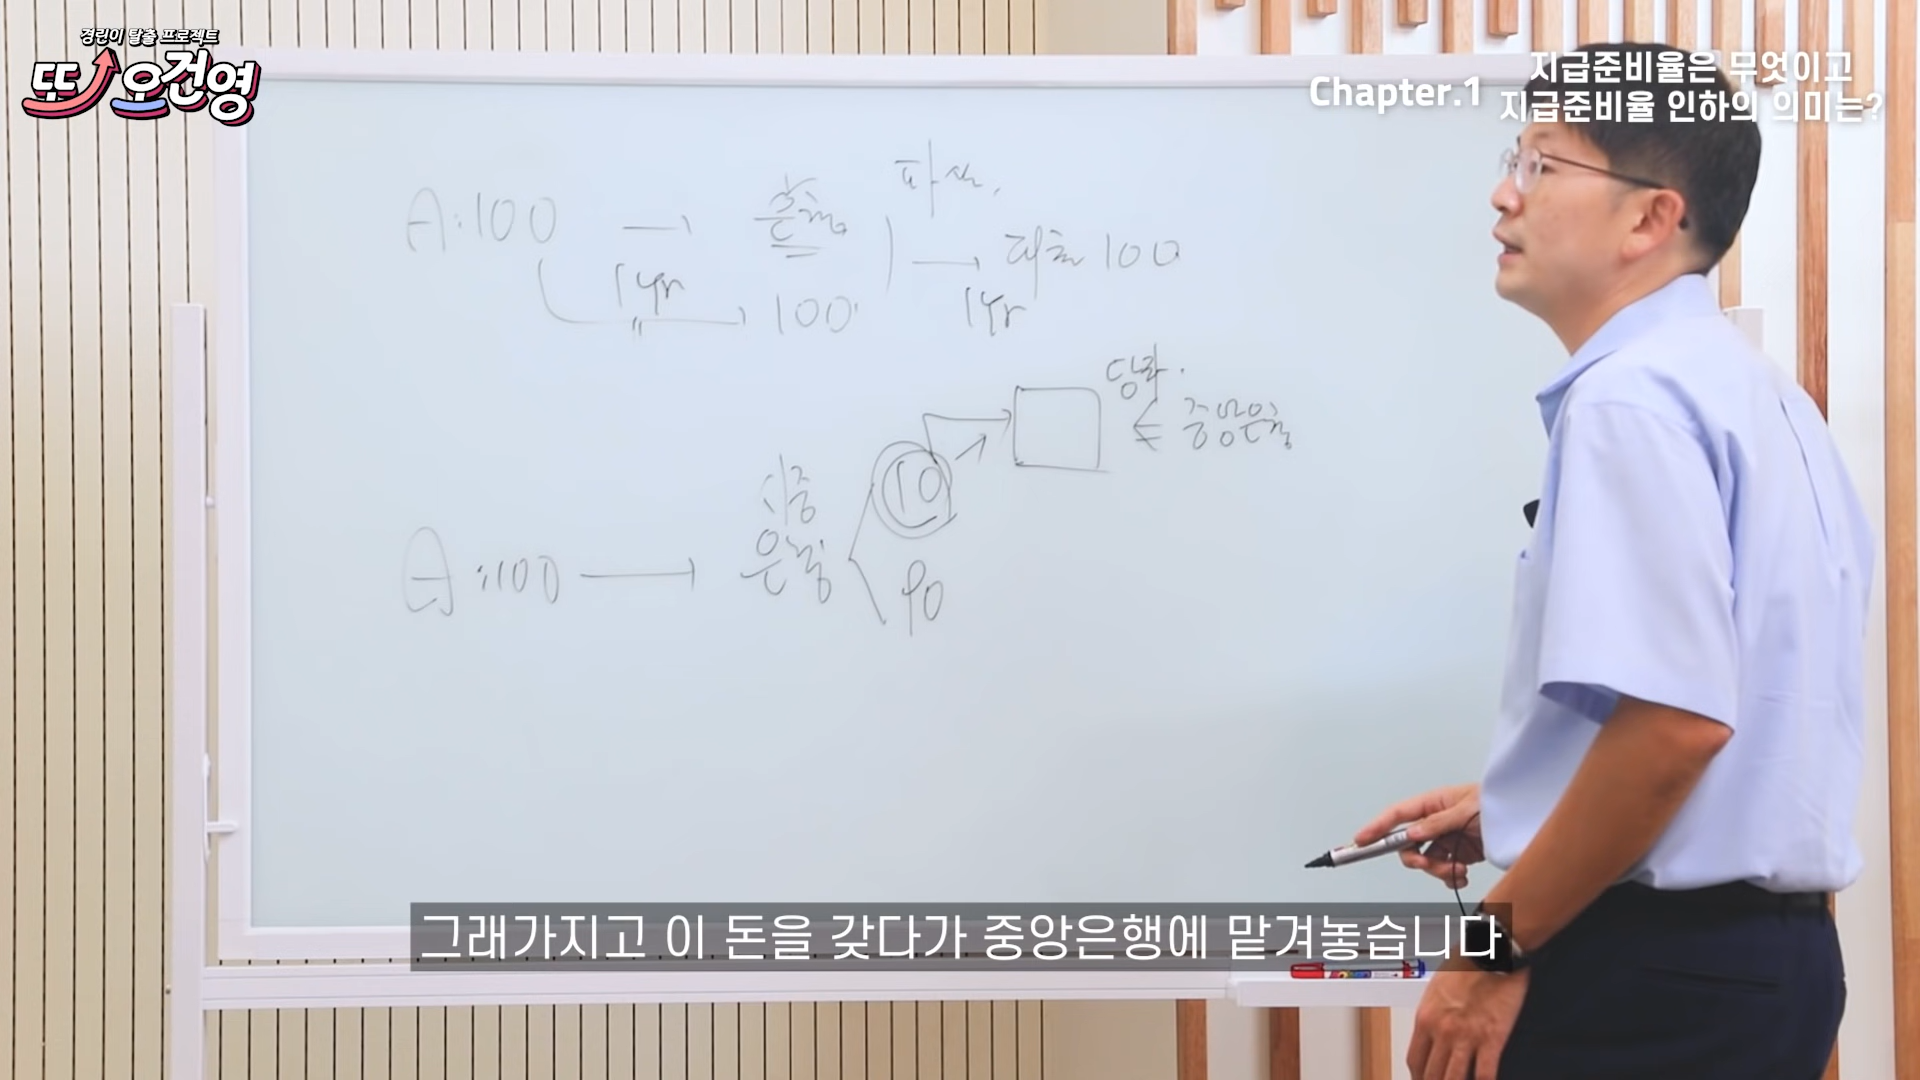 경린이 탈출 프로젝트
또 오건영
Chapter.1
지급준비율은 무엇이고
지급준비율 인하의 의미는?
파산.
A:100 → 은행 → 대출 100
1yr
100
1yr
당좌.
← 중앙은행
시중
은행
10
A:100 →
90
그래가지고 이 돈을 갖다가 중앙은행에 맡겨놓습니다